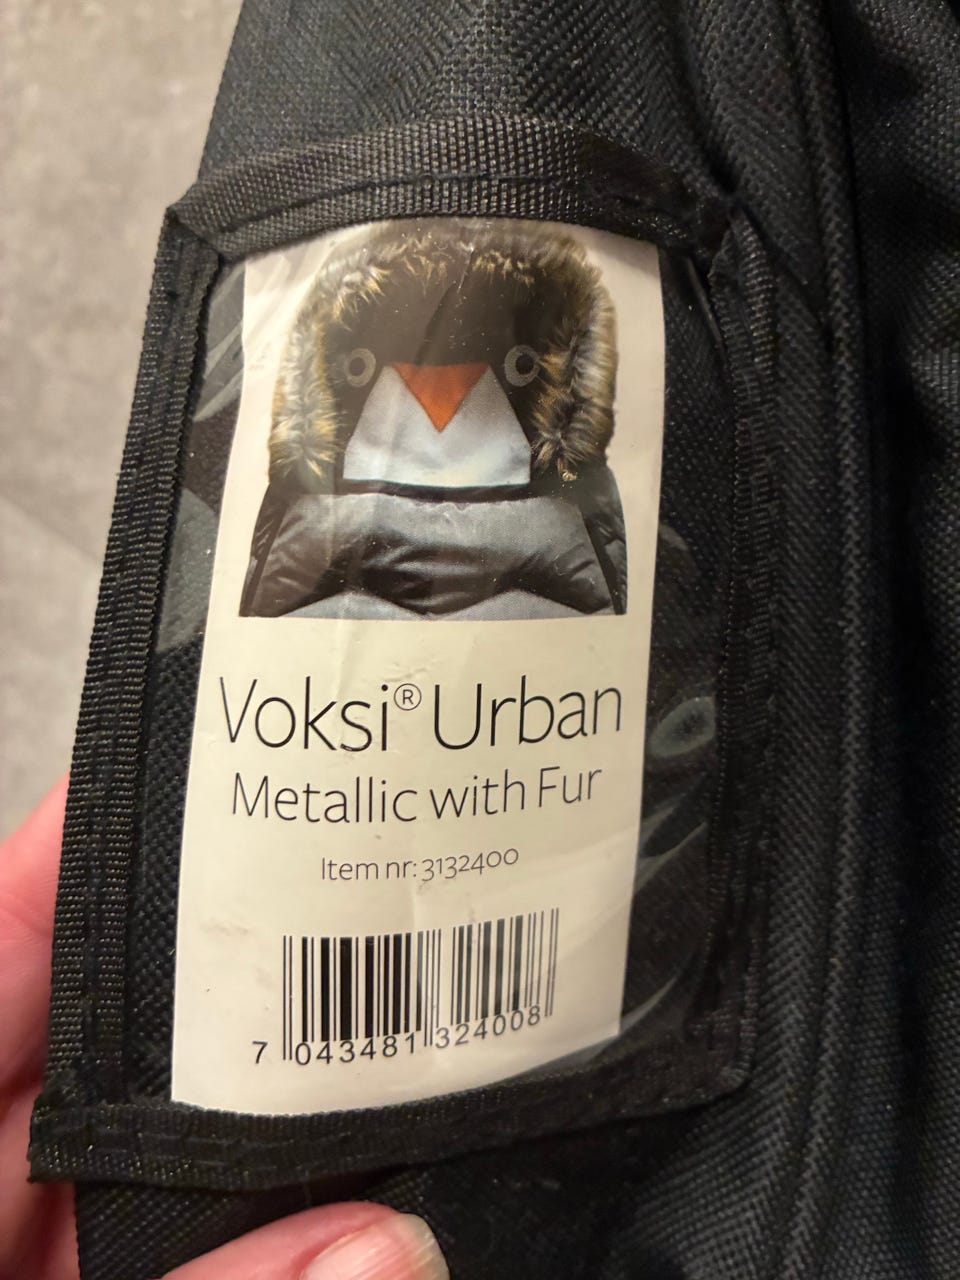 Voksi® Urban
Metallic with Fur
Item nr: 3132400
7 043481 324008